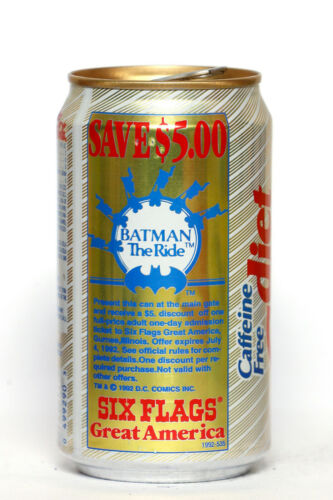 SAVE $5.00
BATMAN
The Ride™
™
Present this can at the main gate
and receive a $5. discount off one
full-price adult one-day admission
ticket to Six Flags Great America,
Gurnee,Illinois. Offer expires July
4, 1992. See official rules for com-
plete details.One discount per re-
quired purchase.Not valid with
other offers.
TM & © 1992 D.C. COMICS INC.
SIX FLAGS®
Great America
1992-535
Caffeine
Free
diet